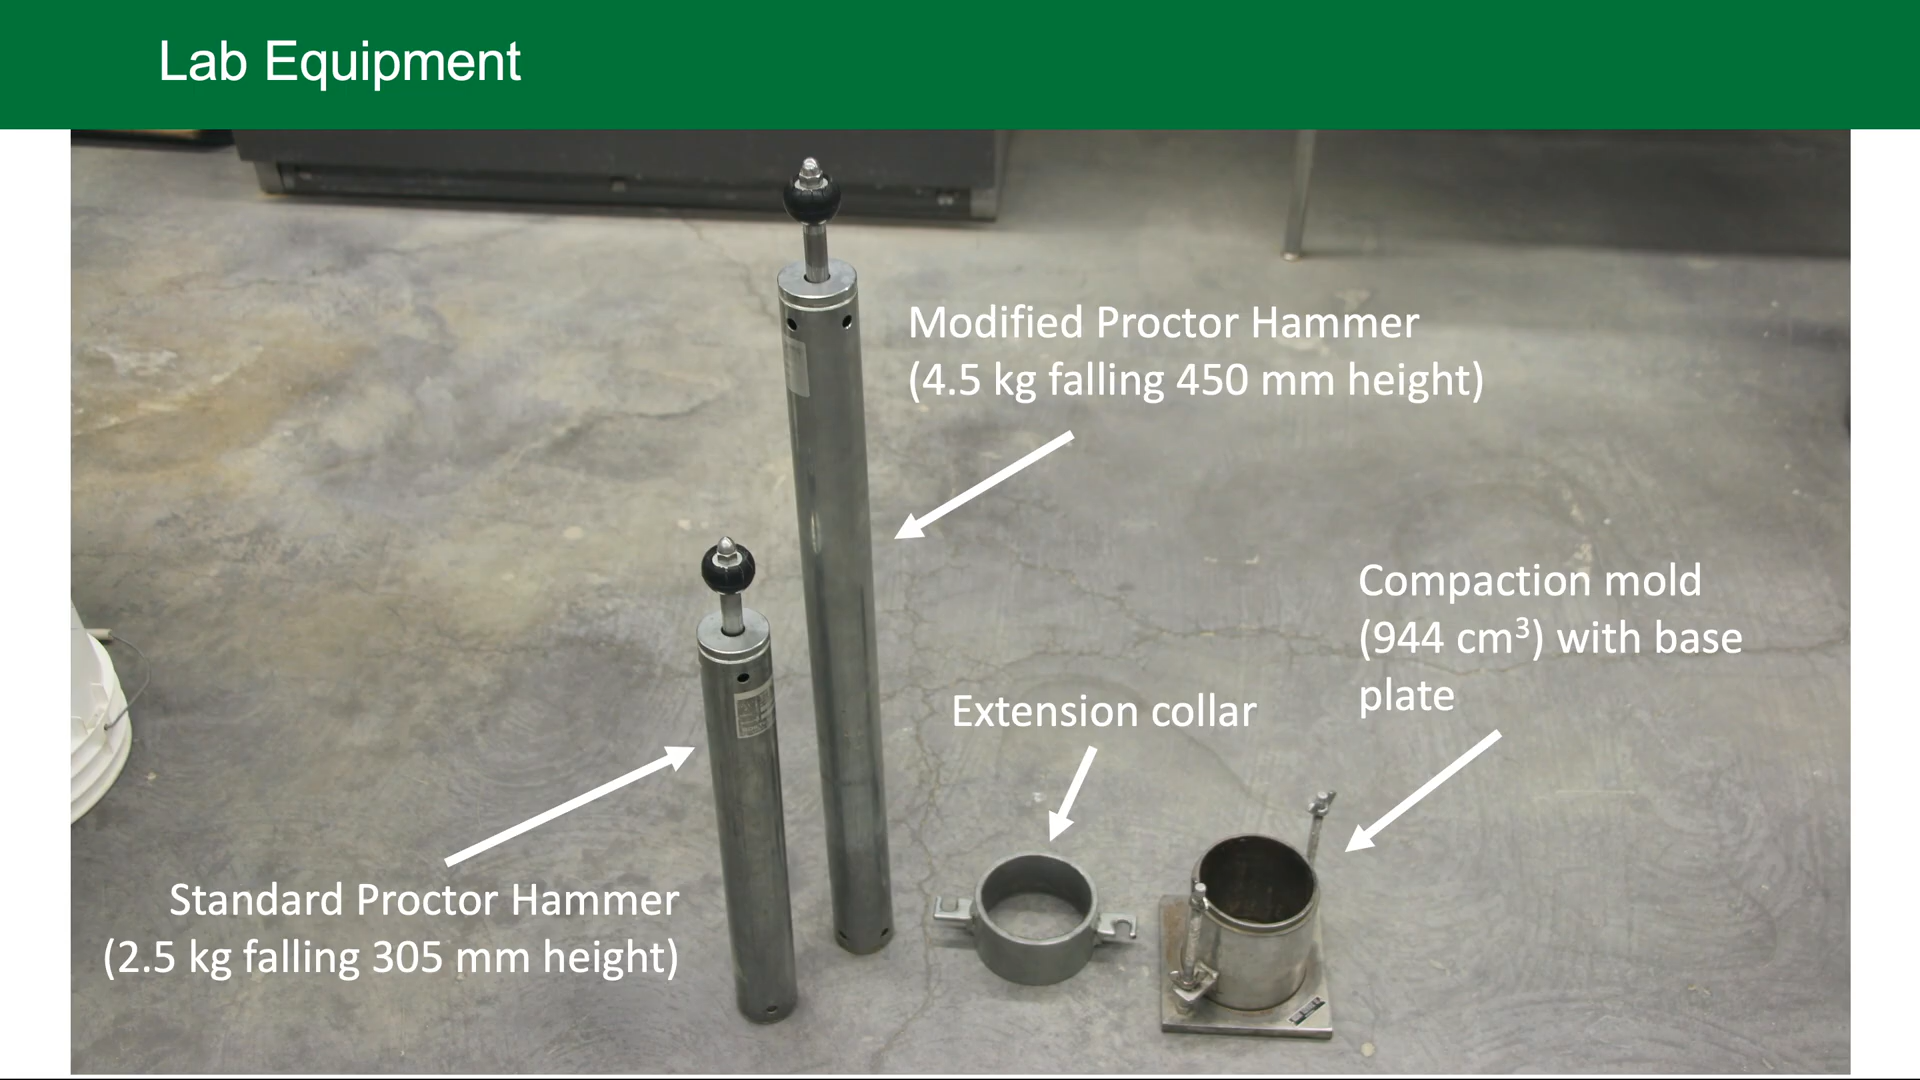 Lab Equipment
Modified Proctor Hammer
(4.5 kg falling 450 mm height)
Compaction mold
(944 cm³) with base
plate
Extension collar
Standard Proctor Hammer
(2.5 kg falling 305 mm height)